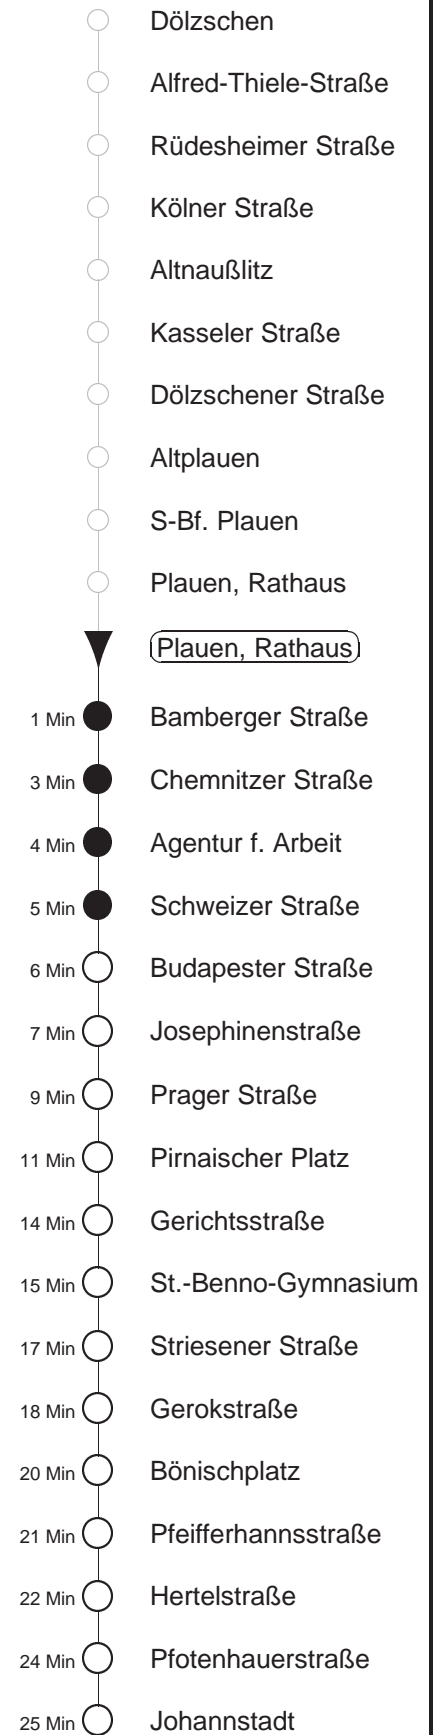 Dölzschen
Alfred-Thiele-Straße
Rüdesheimer Straße
Kölner Straße
Altnaußlitz
Kasseler Straße
Dölzschener Straße
Altplauen
S-Bf. Plauen
Plauen, Rathaus
Plauen, Rathaus
1 Min Bamberger Straße
3 Min Chemnitzer Straße
4 Min Agentur f. Arbeit
5 Min Schweizer Straße
6 Min Budapester Straße
7 Min Josephinenstraße
9 Min Prager Straße
11 Min Pirnaischer Platz
14 Min Gerichtsstraße
15 Min St.-Benno-Gymnasium
17 Min Striesener Straße
18 Min Gerokstraße
20 Min Bönischplatz
21 Min Pfeifferhannsstraße
22 Min Hertelstraße
24 Min Pfotenhauerstraße
25 Min Johannstadt